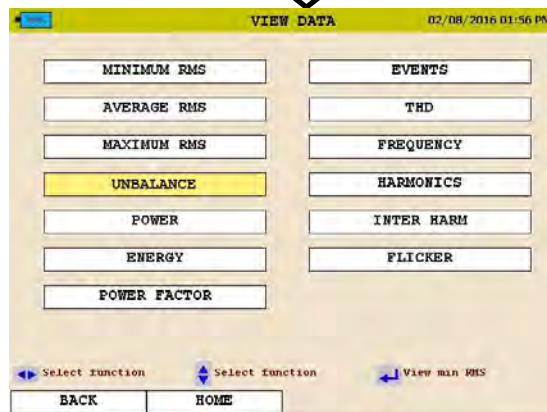 VIEW DATA 02/08/2016 01:56 PM
MINIMUM RMS
AVERAGE RMS
MAXIMUM RMS
UNBALANCE
POWER
ENERGY
POWER FACTOR
EVENTS
THD
FREQUENCY
HARMONICS
INTER HARM
FLICKER
Select function Select function View min RMS
BACK HOME